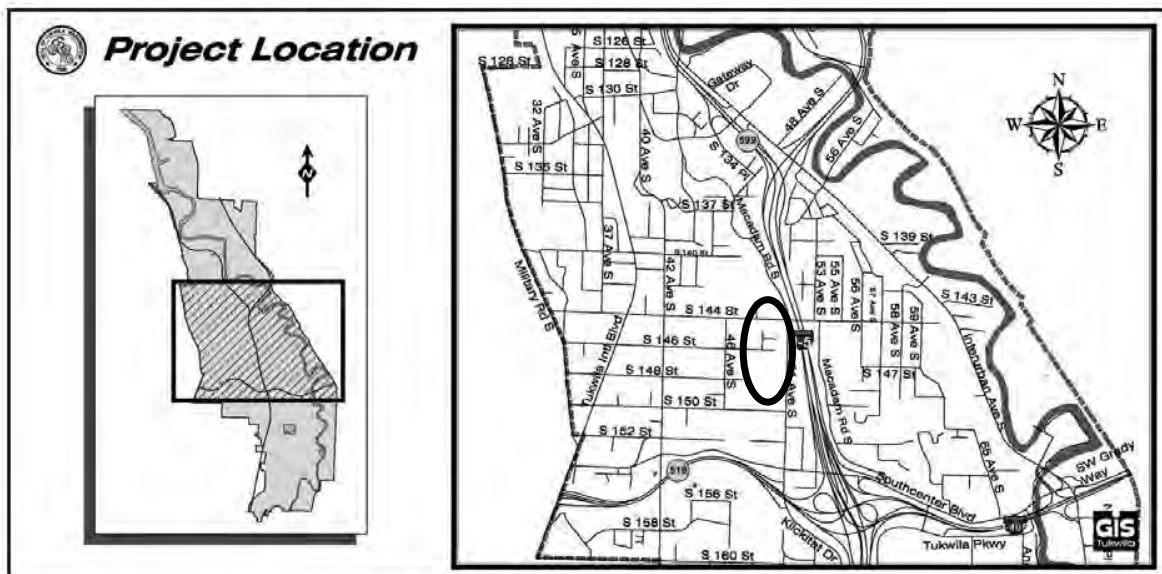 Project Location
N
N
W E
S
S 126 St
S 128 St
S 128 St
S 130 St
32 Ave S
40 Ave S
Gateway Dr
48 Ave S
56 Ave S
599
S 134 Pl
S 135 St
S 137 St
Macadam Rd S
S 139 St
37 Ave S
S 140 St
42 Ave S
Military Rd S
53 Ave S
55 Ave S
56 Ave S
57 Ave S
58 Ave S
59 Ave S
S 143 St
S 144 St
Tukwila Intl Blvd
S 146 St
46 Ave S
S 147 St
S 148 St
Macadam Rd S
Interurban Ave S
S 150 St
S 152 St
65 Ave S
SW Grady Way
518
Southcenter Blvd
S 156 St
S 158 St
Klickitat Dr
Tukwila Pkwy
S 160 St
GIS
Tukwila